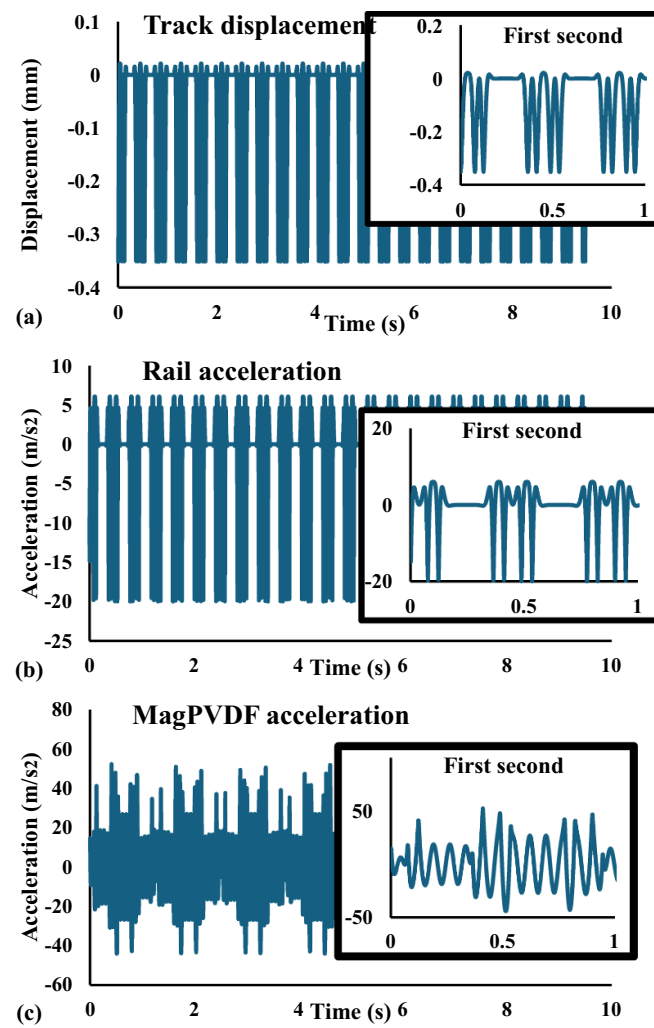 Track displacement
First second
Displacement (mm)
0.1
0
-0.1
-0.2
-0.3
-0.4
0.2
0
-0.2
-0.4
0 0.5 1
0 2 4 6 8 10
Time (s)
(a)
Rail acceleration
First second
Acceleration (m/s2)
10
5
0
-5
-10
-15
-20
-25
20
0
-20
0 0.5 1
0 2 4 6 8 10
Time (s)
(b)
MagPVDF acceleration
First second
Acceleration (m/s2)
80
60
40
20
0
-20
-40
-60
50
-50
0 0.5 1
0 2 4 6 8 10
Time (s)
(c)